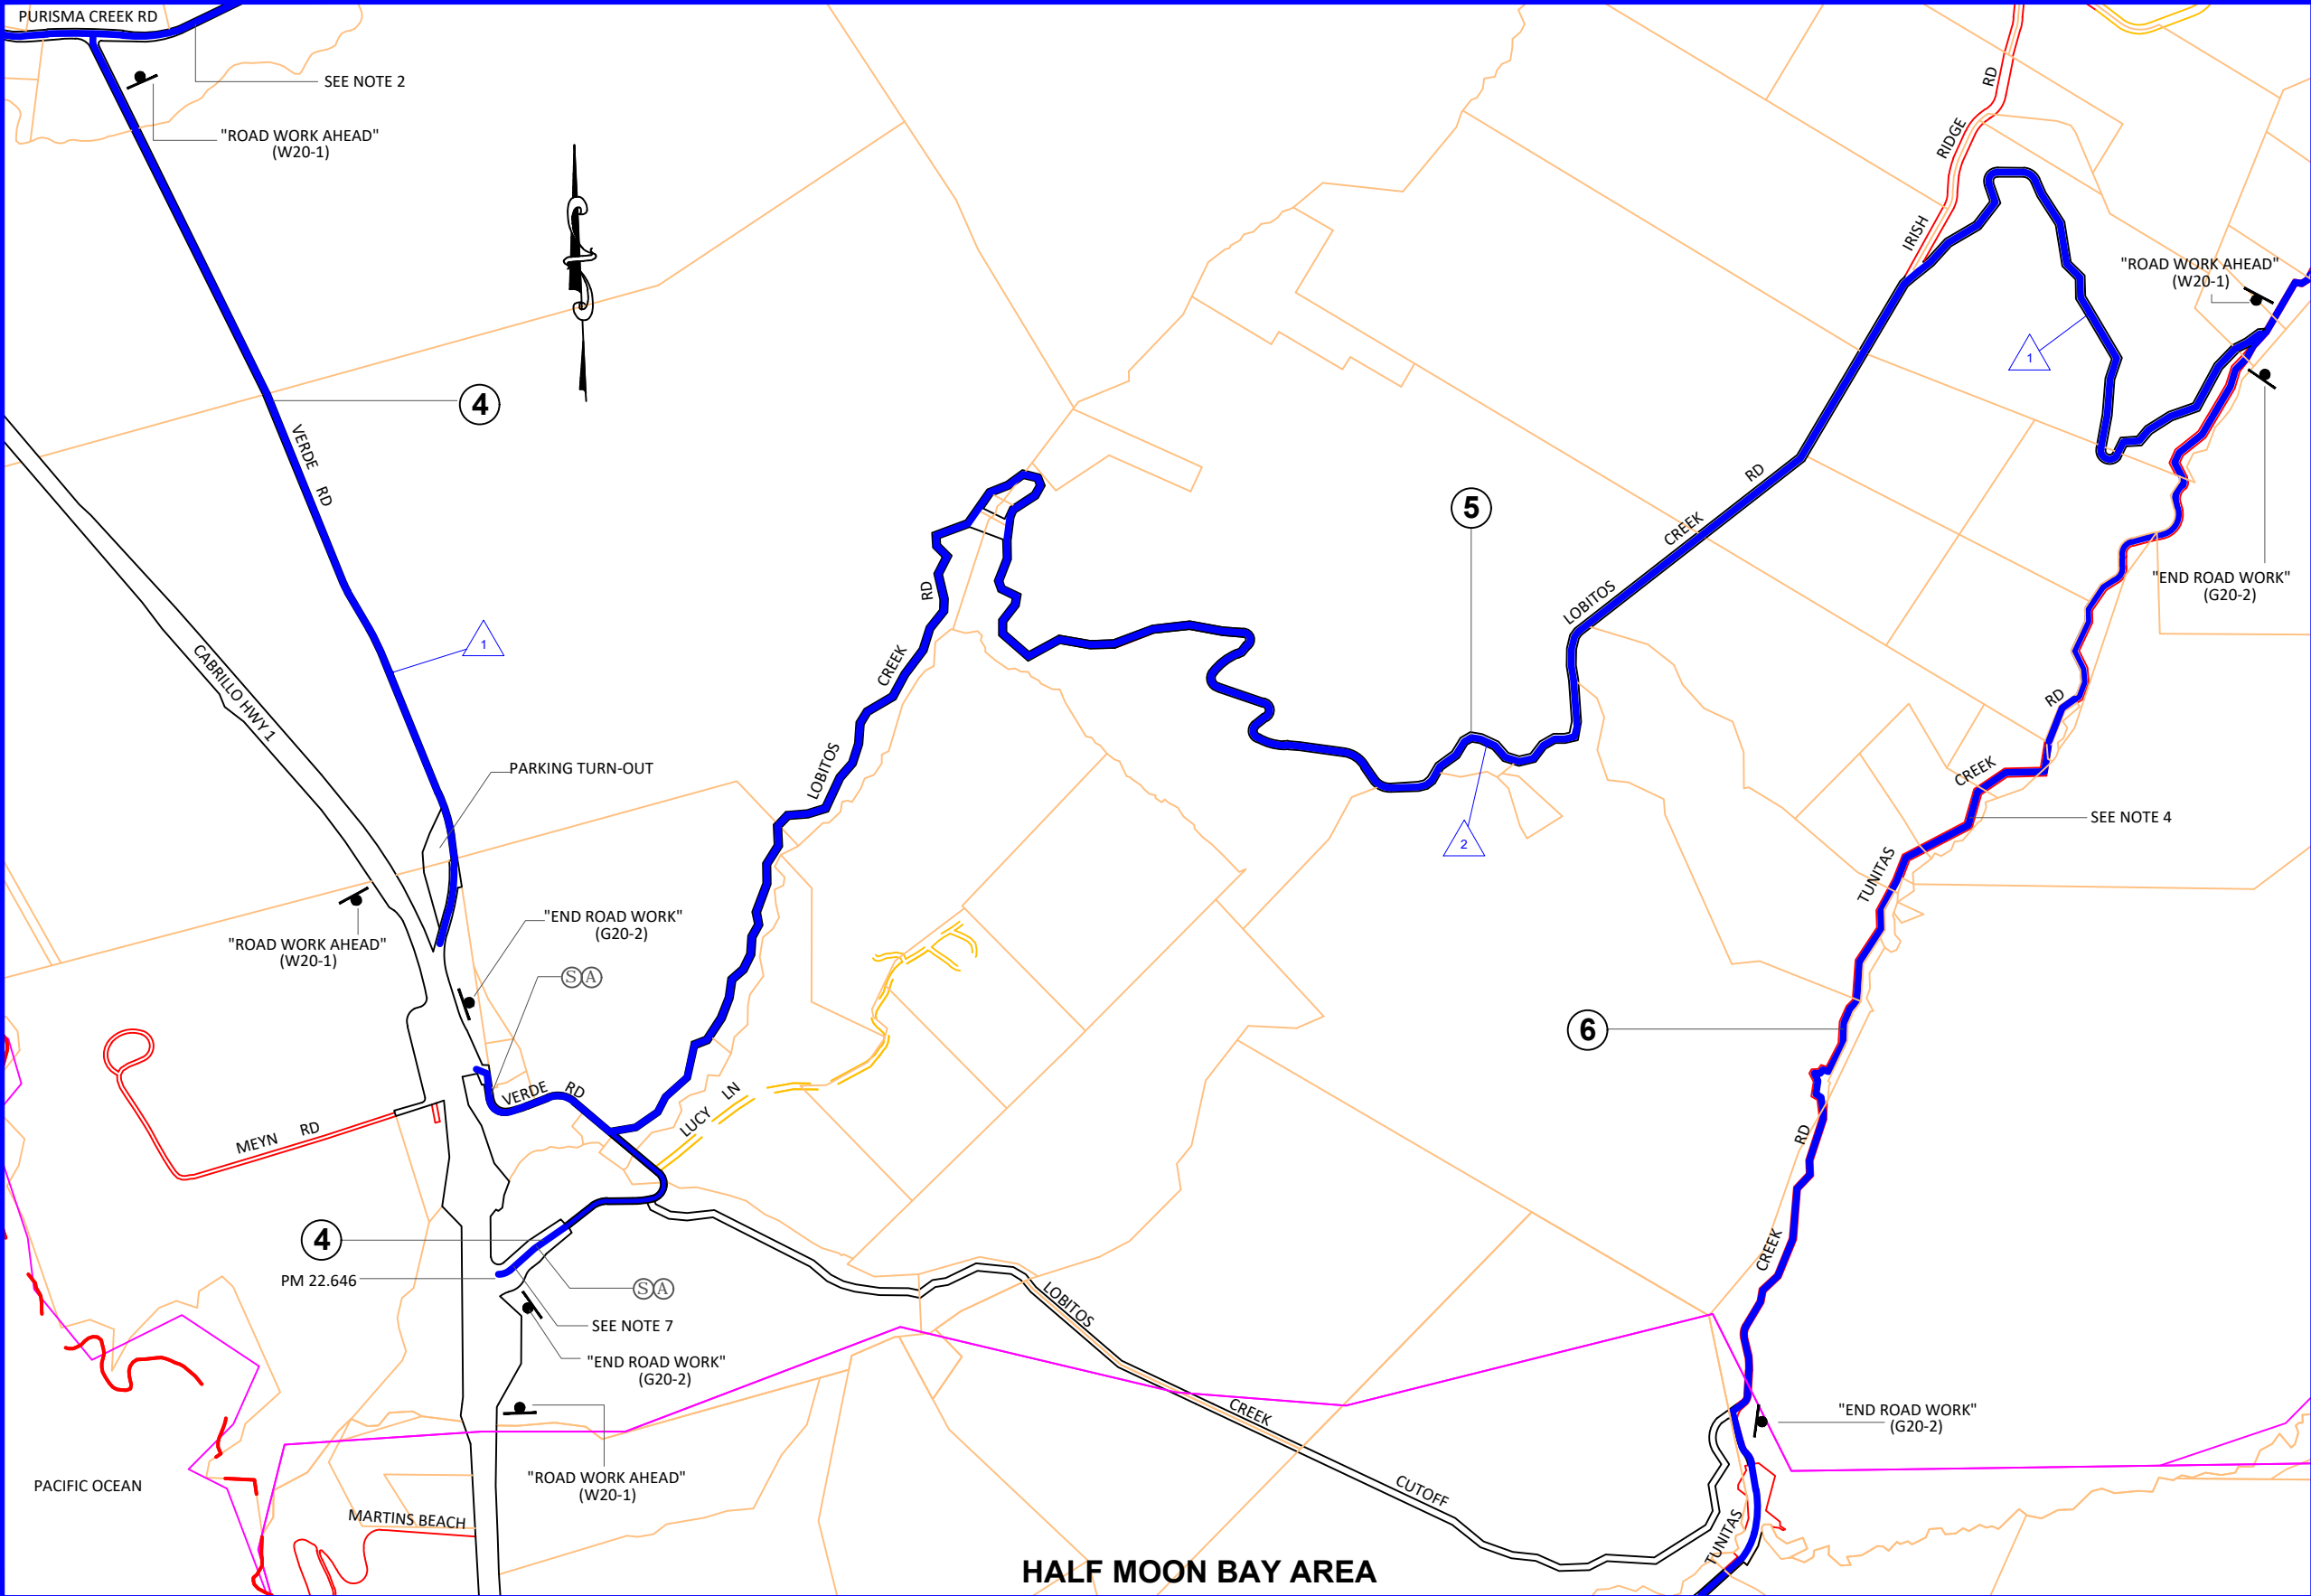 PURISMA CREEK RD
SEE NOTE 2
"ROAD WORK AHEAD"
(W20-1)
IRISH RIDGE RD
"ROAD WORK AHEAD"
(W20-1)
1
4
VERDE RD
LOBITOS CREEK RD
5
"END ROAD WORK"
(G20-2)
1
CABRILLO HWY 1
LOBITOS CREEK RD
PARKING TURN-OUT
2
SEE NOTE 4
TUNITAS CREEK RD
"END ROAD WORK"
(G20-2)
"ROAD WORK AHEAD"
(W20-1)
SA
6
VERDE RD
LUCY LN
MEYN RD
4
PM 22.646
SA
SEE NOTE 7
"END ROAD WORK"
(G20-2)
LOBITOS CREEK CUTOFF
TUNITAS CREEK RD
"END ROAD WORK"
(G20-2)
"ROAD WORK AHEAD"
(W20-1)
PACIFIC OCEAN
MARTINS BEACH
HALF MOON BAY AREA